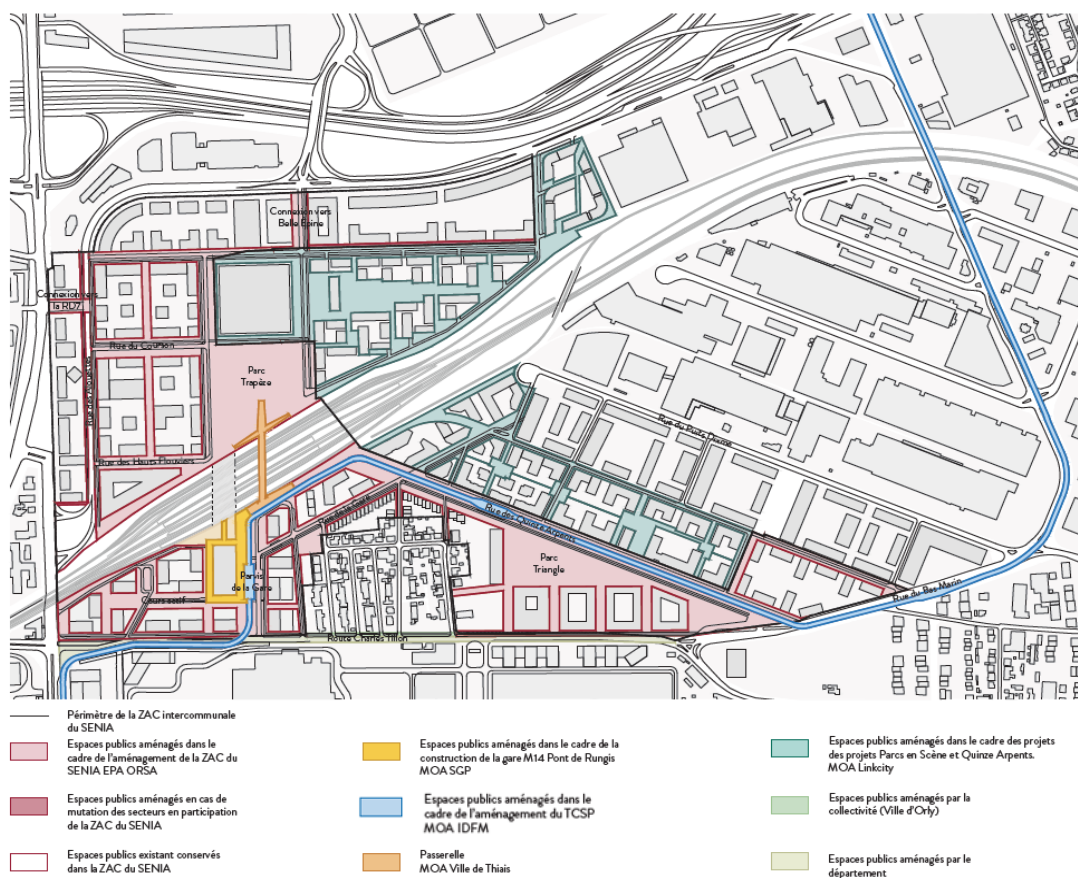 Connexion vers
Belle Epine
Connexion vers
la RD7
Rue du Courson
Parc
Trapèze
Rue des Alouettes
Rue des Hauts Flouviers
Rue du Puits Dixme
Rue de la Gare
Rue des Quinze Arpents
Parc
Triangle
Parvis
de la Gare
Cours actif
Rue du Bas Marin
Route Charles Tillon
Périmètre de la ZAC intercommunale
du SENIA
Espaces publics aménagés dans le
cadre de l'aménagement de la ZAC du
SENIA EPA ORSA
Espaces publics aménagés en cas de
mutation des secteurs en participation
de la ZAC du SENIA
Espaces publics existant conservés
dans la ZAC du SENIA
Espaces publics aménagés dans le cadre de la
construction de la gare M14 Pont de Rungis
MOA SGP
Espaces publics aménagés dans le
cadre de l'aménagement du TCSP
MOA IDFM
Passerelle
MOA Ville de Thiais
Espaces publics aménagés dans le cadre des projets
des projets Parcs en Scène et Quinze Arpents.
MOA Linkcity
Espaces publics aménagés par la
collectivité (Ville d'Orly)
Espaces publics aménagés par le
département